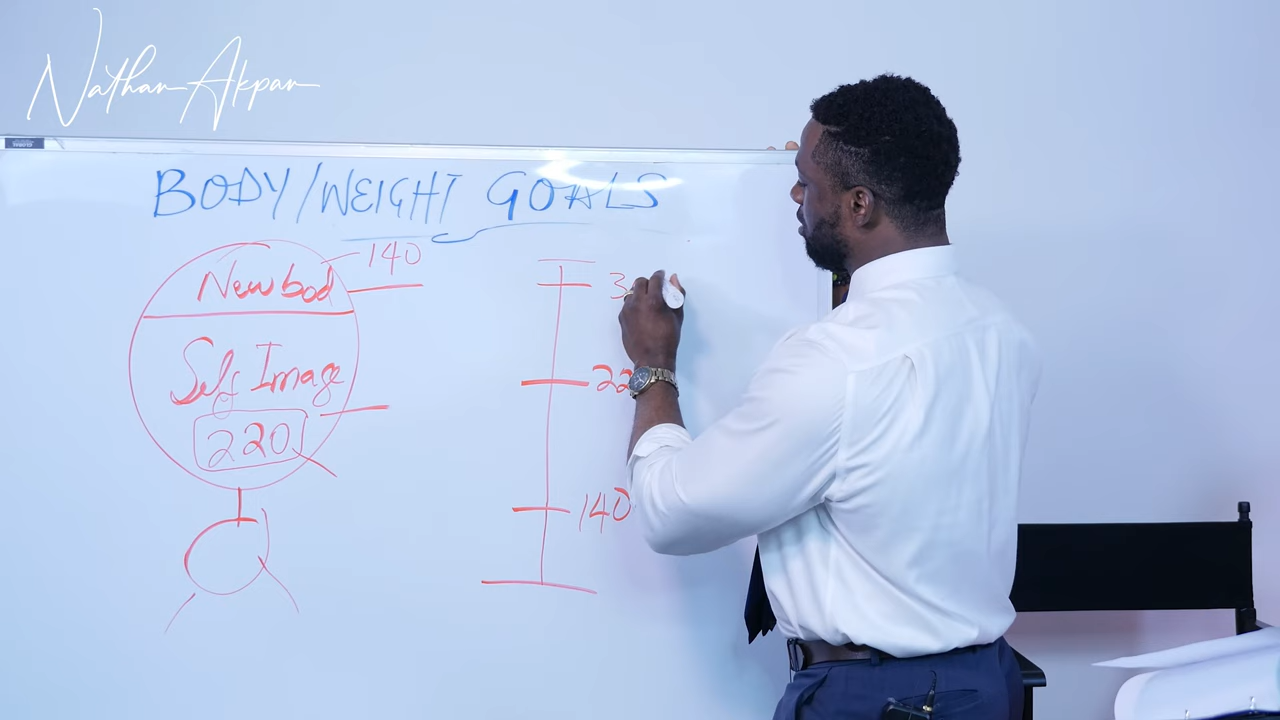 Nathan Akpan
BODY/WEIGHT GOALS
New bod
140
Self Image
220
3
22
140